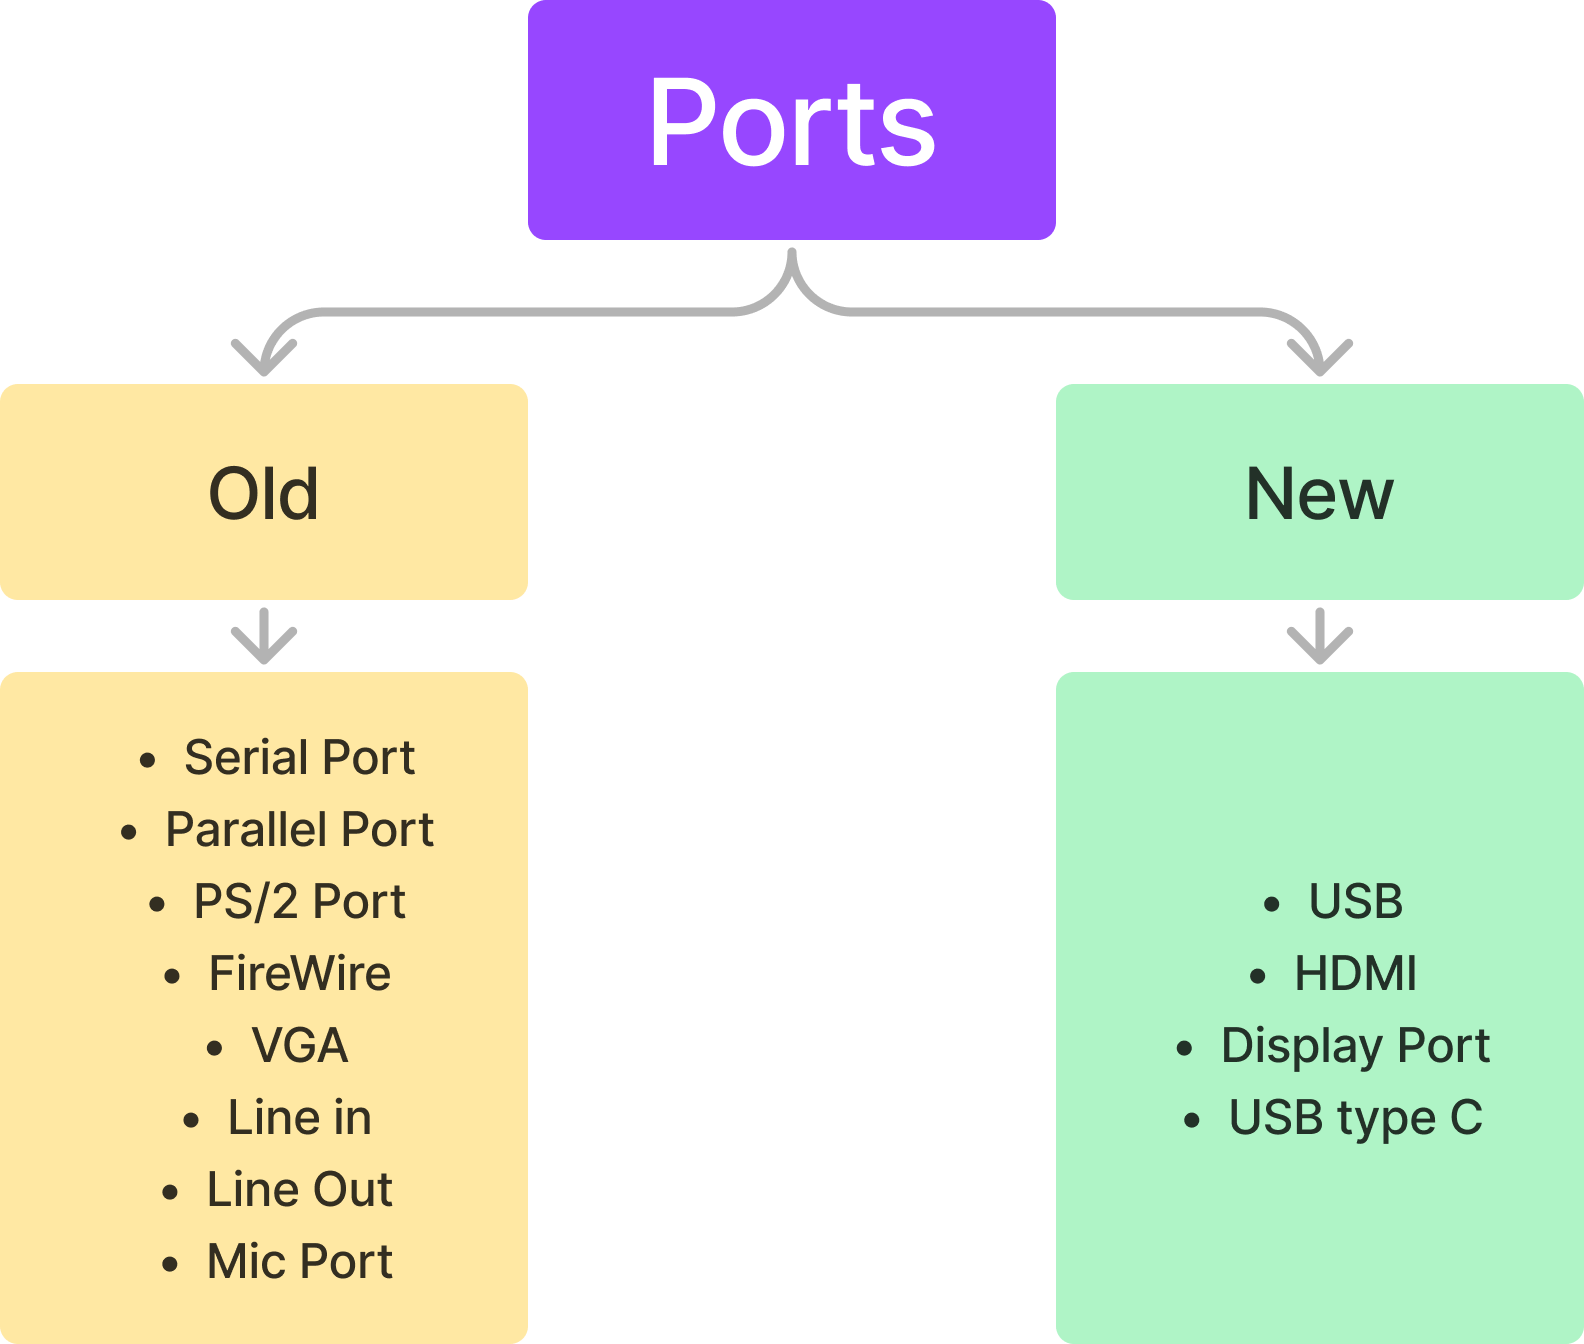 Ports
Old
New
• Serial Port
• Parallel Port
• PS/2 Port
• FireWire
• VGA
• Line in
• Line Out
• Mic Port
• USB
• HDMI
• Display Port
• USB type C